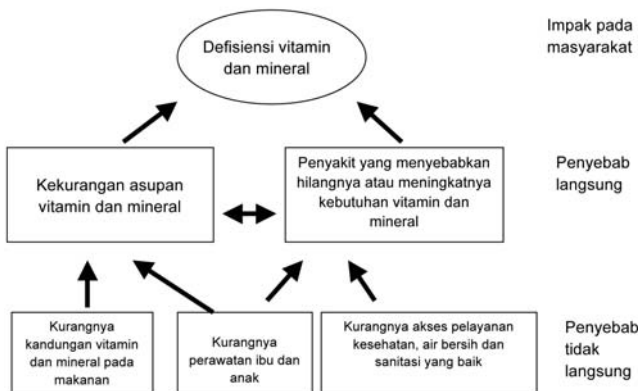 Defisiensi vitamin
dan mineral
Impak pada
masyarakat
Kekurangan asupan
vitamin dan mineral
Penyakit yang menyebabkan
hilangnya atau meningkatnya
kebutuhan vitamin dan
mineral
Penyebab
langsung
Kurangnya
kandungan vitamin
dan mineral pada
makanan
Kurangnya
perawatan ibu dan
anak
Kurangnya akses pelayanan
kesehatan, air bersih dan
sanitasi yang baik
Penyebab
tidak
langsung